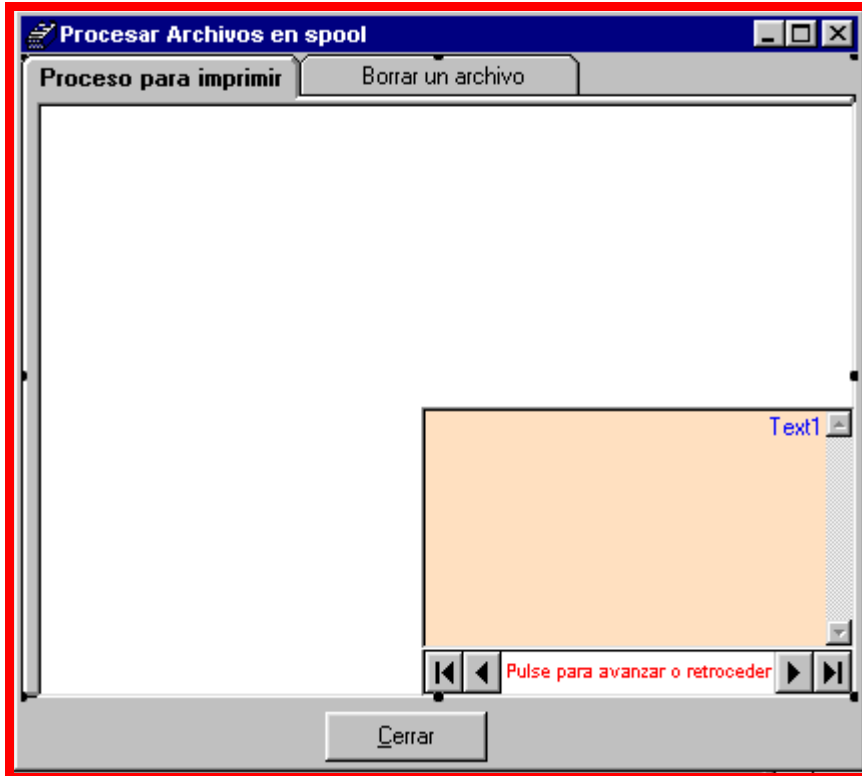 Procesar Archivos en spool
Proceso para imprimir
Borrar un archivo
Text1
Pulse para avanzar o retroceder
Cerrar